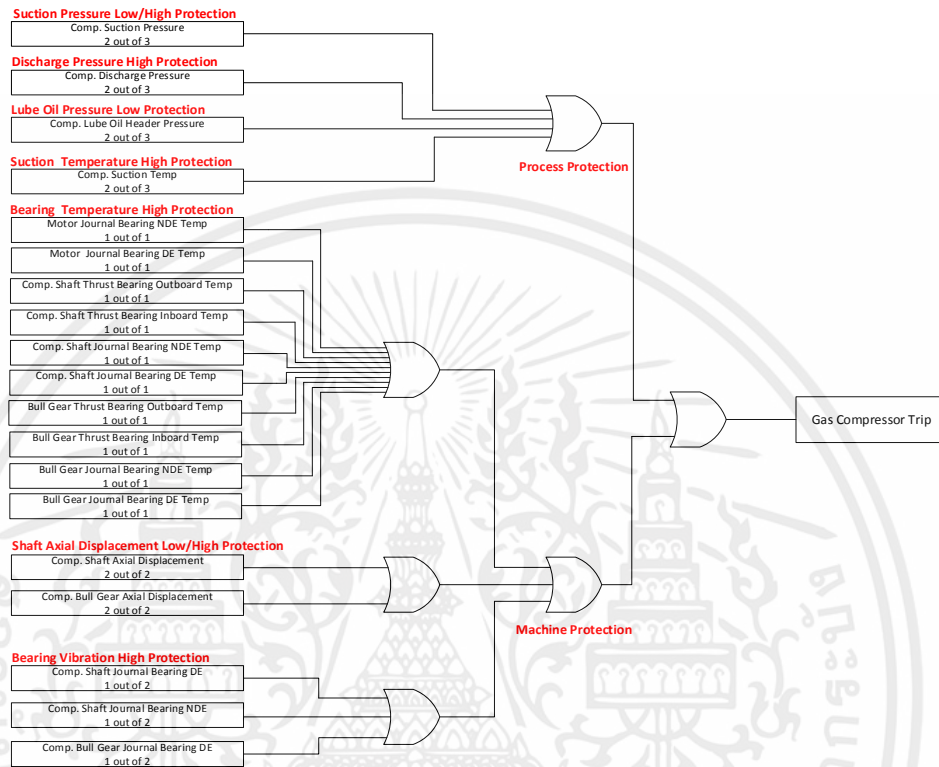 Suction Pressure Low/High Protection
Comp. Suction Pressure
2 out of 3
Discharge Pressure High Protection
Comp. Discharge Pressure
2 out of 3
Lube Oil Pressure Low Protection
Comp. Lube Oil Header Pressure
2 out of 3
Suction Temperature High Protection
Comp. Suction Temp
2 out of 3
Process Protection
Bearing Temperature High Protection
Motor Journal Bearing NDE Temp
1 out of 1
Motor Journal Bearing DE Temp
1 out of 1
Comp. Shaft Thrust Bearing Outboard Temp
1 out of 1
Comp. Shaft Thrust Bearing Inboard Temp
1 out of 1
Comp. Shaft Journal Bearing NDE Temp
1 out of 1
Comp. Shaft Journal Bearing DE Temp
1 out of 1
Bull Gear Thrust Bearing Outboard Temp
1 out of 1
Bull Gear Thrust Bearing Inboard Temp
1 out of 1
Bull Gear Journal Bearing NDE Temp
1 out of 1
Bull Gear Journal Bearing DE Temp
1 out of 1
Gas Compressor Trip
Shaft Axial Displacement Low/High Protection
Comp. Shaft Axial Displacement
2 out of 2
Comp. Bull Gear Axial Displacement
2 out of 2
Machine Protection
Bearing Vibration High Protection
Comp. Shaft Journal Bearing DE
1 out of 2
Comp. Shaft Journal Bearing NDE
1 out of 2
Comp. Bull Gear Journal Bearing DE
1 out of 2